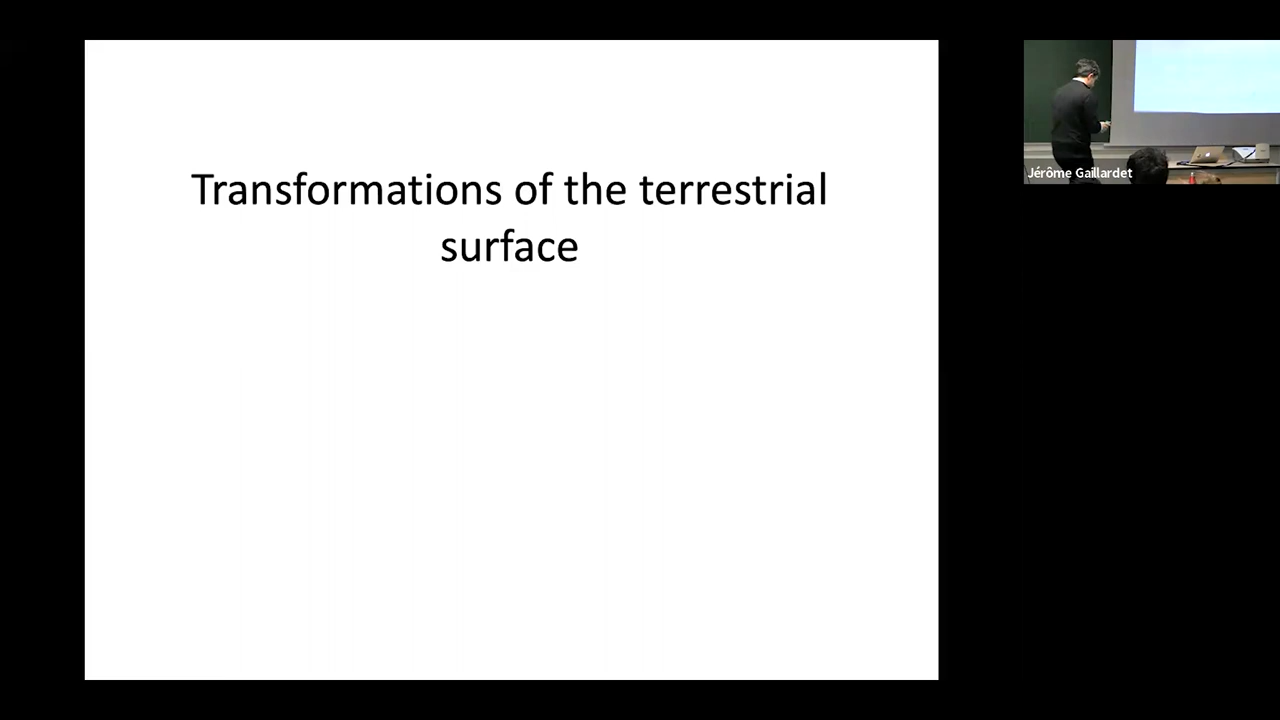 Transformations of the terrestrial
surface
Jérôme Gaillardet